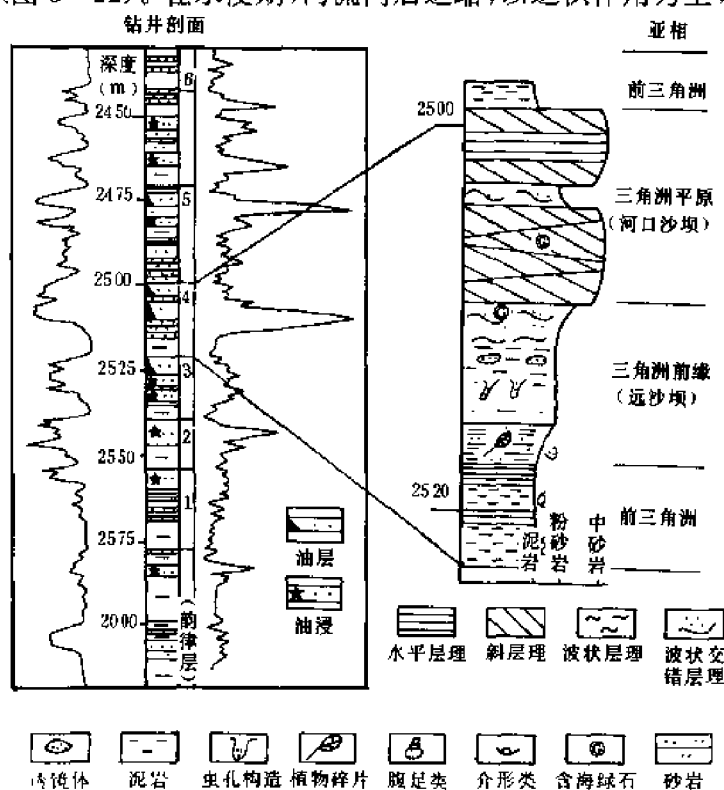 钻井剖面
亚相
深度
(m)
2450
2475
2500
2525
2550
2575
2000
6
5
4
3
2
1
(韵律层)
油层
油浸
2500
2520
前三角洲
三角洲平原
(河口沙坝)
三角洲前缘
(远沙坝)
前三角洲
泥岩
粉砂岩
中砂岩
水平层理
斜层理
波状层理
波状交
错层理
透镜体
泥岩
虫孔构造
植物碎片
腹足类
介形类
含海绿石
砂岩